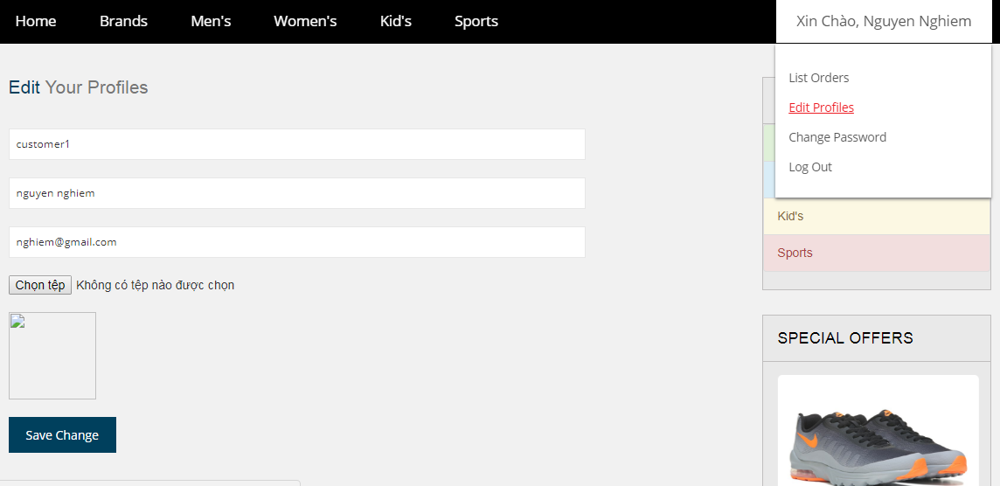 Home Brands Men's Women's Kid's Sports Xin Chào, Nguyen Nghiem
List Orders
Edit Profiles
Change Password
Log Out
Edit Your Profiles
customer1
nguyen nghiem
nghiem@gmail.com
Chọn tệp Không có tệp nào được chọn
Save Change
Kid's
Sports
SPECIAL OFFERS